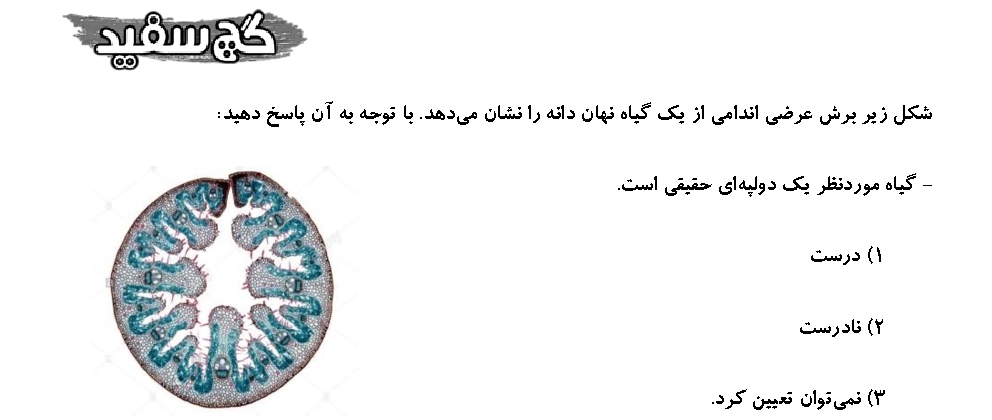 گچ سفید
شکل زیر برش عرضی اندامی از یک گیاه نهان دانه را نشان می‌دهد. با توجه به آن پاسخ دهید:
- گیاه موردنظر یک دولپه‌ای حقیقی است.
۱) درست
۲) نادرست
۳) نمی‌توان تعیین کرد.